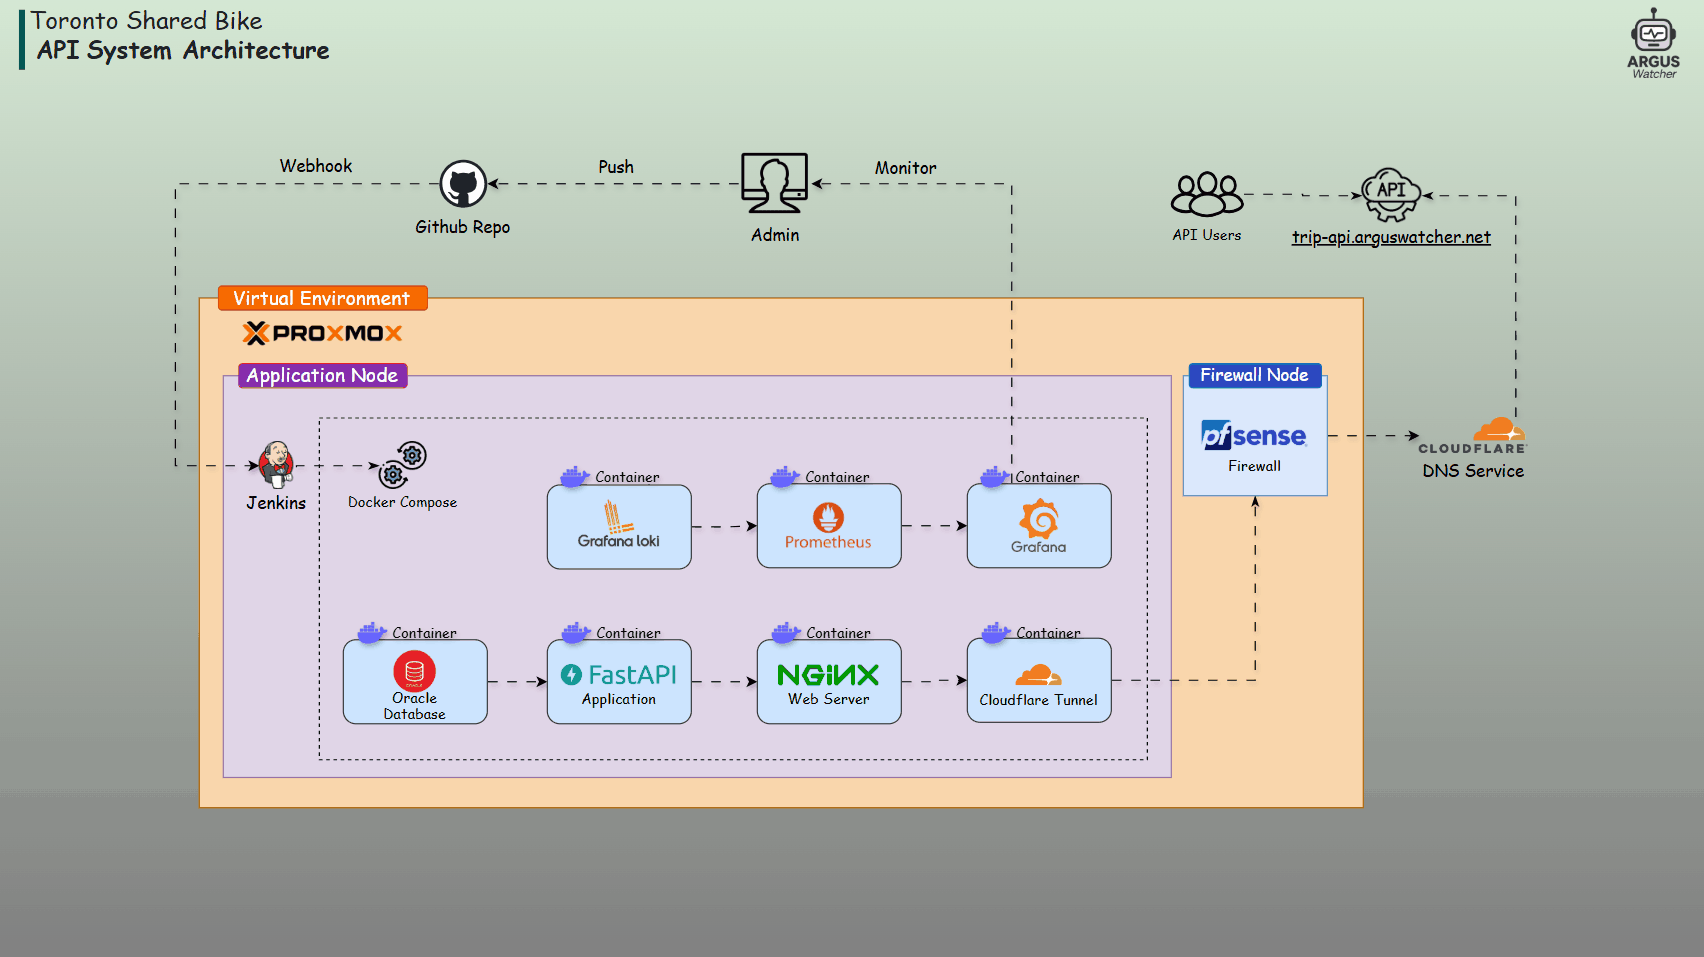 Toronto Shared Bike
API System Architecture
ARGUS
Watcher
Webhook
Push
Monitor
Github Repo
Admin
API Users
API
trip-api.arguswatcher.net
Virtual Environment
PROXMOX
Application Node
Firewall Node
pfsense
Firewall
CLOUDFLARE
DNS Service
Jenkins
Docker Compose
Container
Grafana loki
Container
Prometheus
Container
Grafana
Container
Oracle
Database
Container
FastAPI
Application
Container
NGINX
Web Server
Container
Cloudflare Tunnel